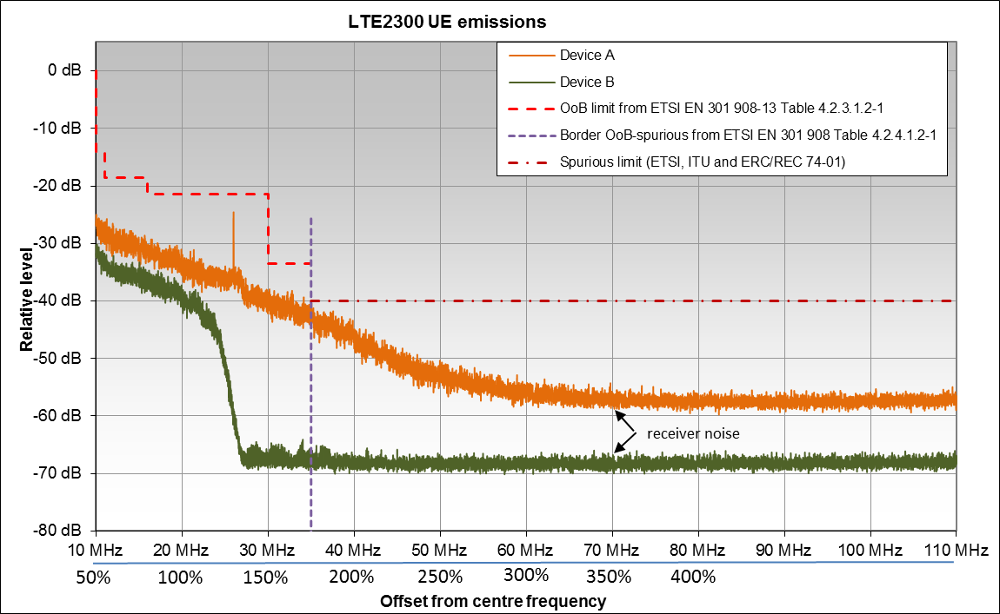 LTE2300 UE emissions
Device A
Device B
OoB limit from ETSI EN 301 908-13 Table 4.2.3.1.2-1
Border OoB-spurious from ETSI EN 301 908 Table 4.2.4.1.2-1
Spurious limit (ETSI, ITU and ERC/REC 74-01)
0 dB
-10 dB
-20 dB
-30 dB
-40 dB
-50 dB
-60 dB
-70 dB
-80 dB
Relative level
receiver noise
10 MHz 20 MHz 30 MHz 40 MHz 50 MHz 60 MHz 70 MHz 80 MHz 90 MHz 100 MHz 110 MHz
50% 100% 150% 200% 250% 300% 350% 400%
Offset from centre frequency